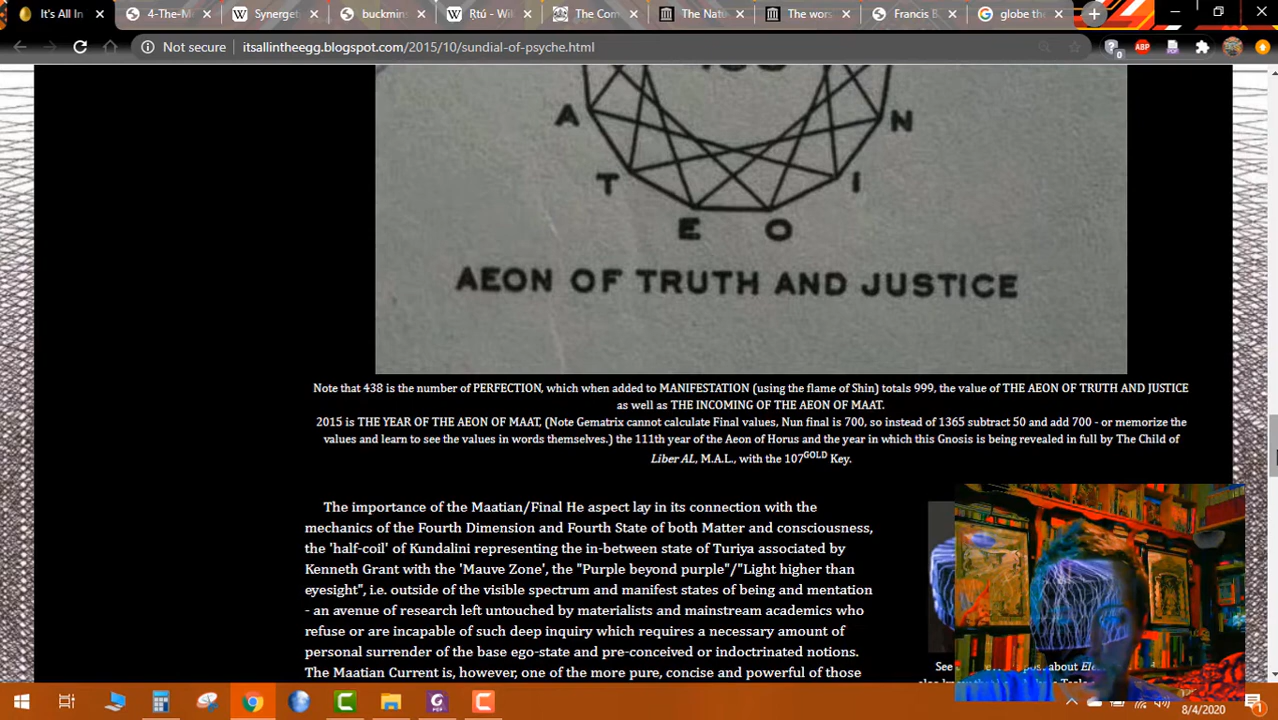 It's All In
4-The-M
Synerget
buckmin
Ṛtú - Wik
The Com
The Natu
The wors
Francis B
globe the
Not secure
itsallintheegg.blogspot.com/2015/10/sundial-of-psyche.html
ABP
0
A N
T I
E O
AEON OF TRUTH AND JUSTICE
Note that 438 is the number of PERFECTION, which when added to MANIFESTATION (using the flame of Shin) totals 999, the value of THE AEON OF TRUTH AND JUSTICE
as well as THE INCOMING OF THE AEON OF MAAT.
2015 is THE YEAR OF THE AEON OF MAAT, (Note Gematrix cannot calculate Final values, Nun final is 700, so instead of 1365 subtract 50 and add 700 - or memorize the
values and learn to see the values in words themselves.) the 111th year of the Aeon of Horus and the year in which this Gnosis is being revealed in full by The Child of
Liber AL, M.A.L., with the 107GOLD Key.
The importance of the Maatian/Final He aspect lay in its connection with the
mechanics of the Fourth Dimension and Fourth State of both Matter and consciousness,
the 'half-coil' of Kundalini representing the in-between state of Turiya associated by
Kenneth Grant with the 'Mauve Zone', the "Purple beyond purple"/"Light higher than
eyesight", i.e. outside of the visible spectrum and manifest states of being and mentation
- an avenue of research left untouched by materialists and mainstream academics who
refuse or are incapable of such deep inquiry which requires a necessary amount of
personal surrender of the base ego-state and pre-conceived or indoctrinated notions.
The Maatian Current is, however, one of the more pure, concise and powerful of those
See
post about Ele
8/4/2020